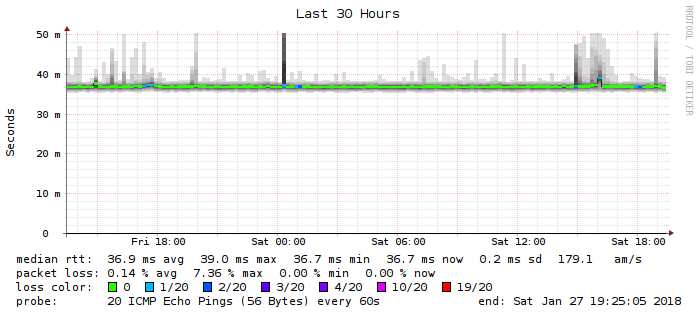 Last 30 Hours
RRDTOOL / TOBI OETIKER
50 m
40 m
30 m
20 m
10 m
0
Seconds
Fri 18:00 Sat 00:00 Sat 06:00 Sat 12:00 Sat 18:00
median rtt: 36.9 ms avg 39.0 ms max 36.7 ms min 36.7 ms now 0.2 ms sd 179.1 am/s
packet loss: 0.14 % avg 7.36 % max 0.00 % min 0.00 % now
loss color: 0 1/20 2/20 3/20 4/20 10/20 19/20
probe: 20 ICMP Echo Pings (56 Bytes) every 60s end: Sat Jan 27 19:25:05 2018